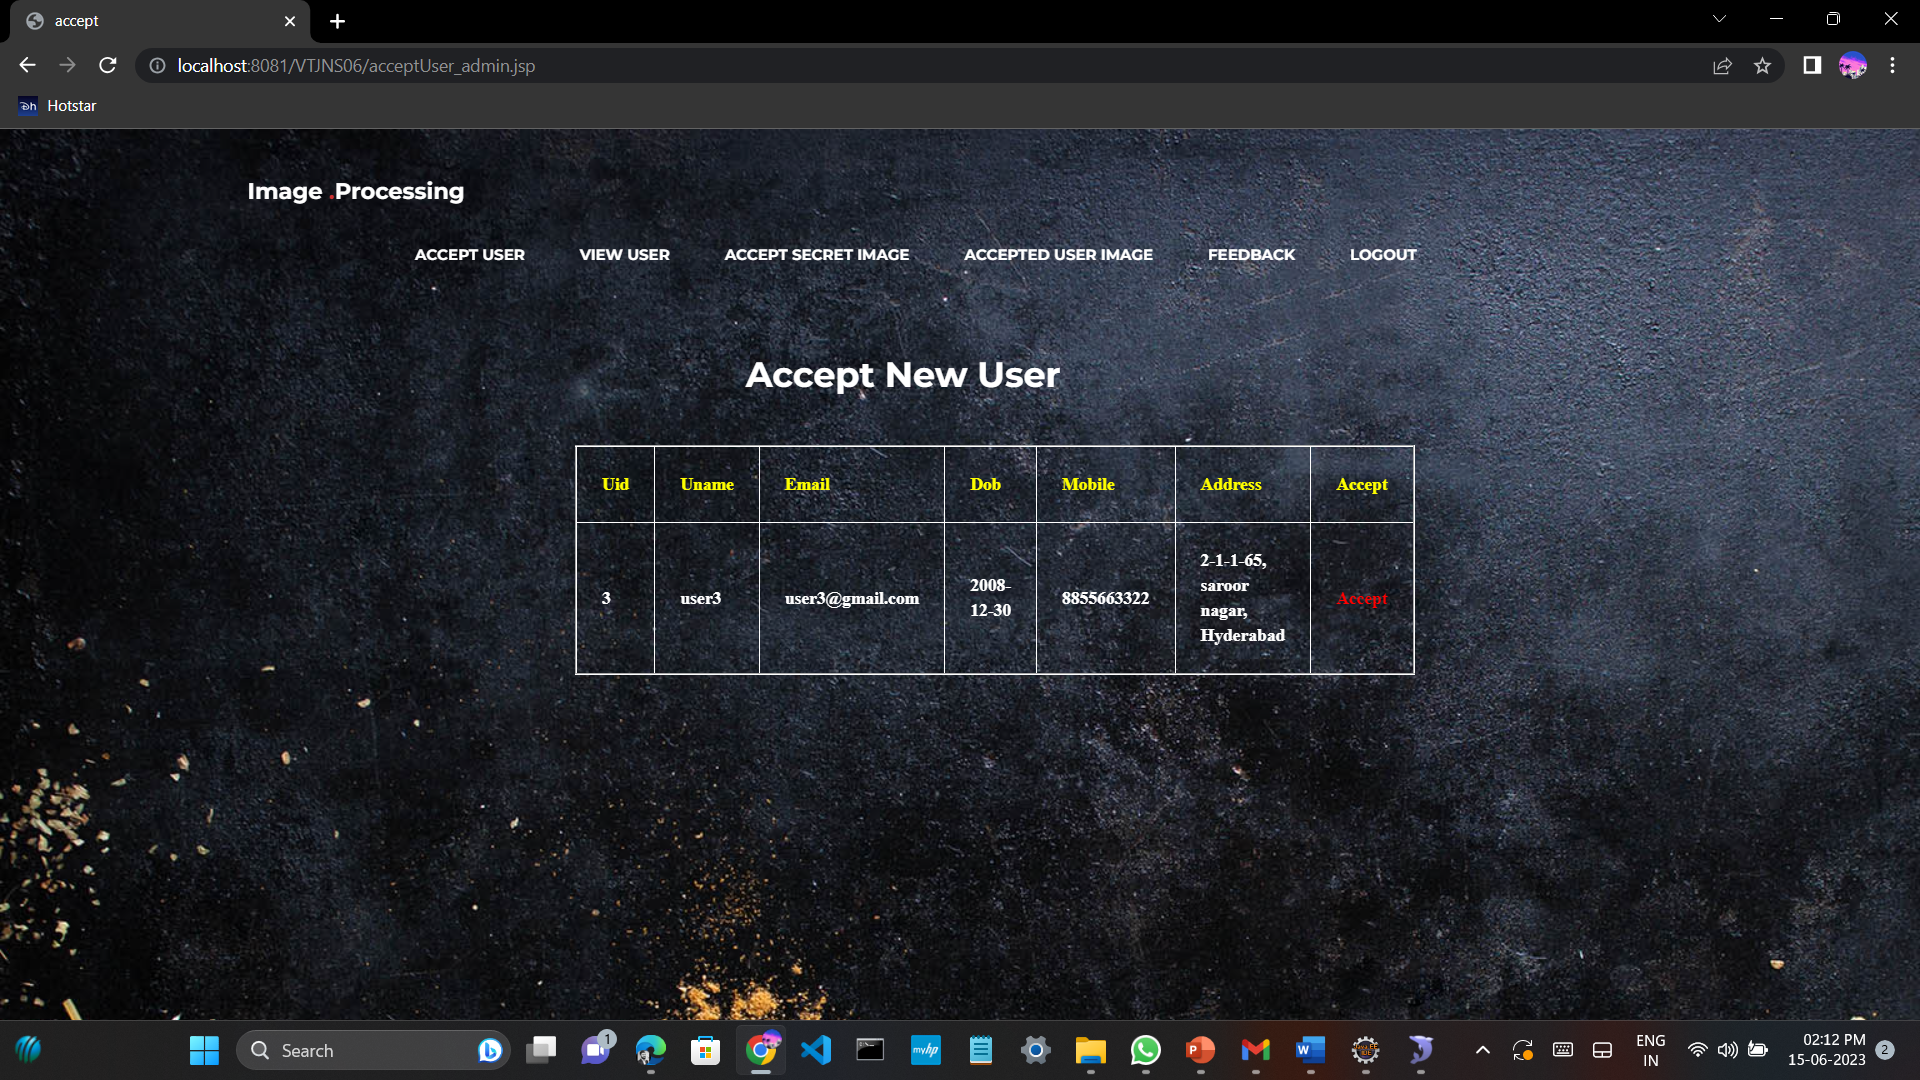 accept
localhost:8081/VTJNS06/acceptUser_admin.jsp
Hotstar
Image .Processing
ACCEPT USER VIEW USER ACCEPT SECRET IMAGE ACCEPTED USER IMAGE FEEDBACK LOGOUT
Accept New User
Uid Uname Email Dob Mobile Address Accept
3 user3 user3@gmail.com 2008-
12-30 8855663322 2-1-1-65,
saroor
nagar,
Hyderabad Accept
Search
1
myhp
ENG
IN
02:12 PM
15-06-2023
2